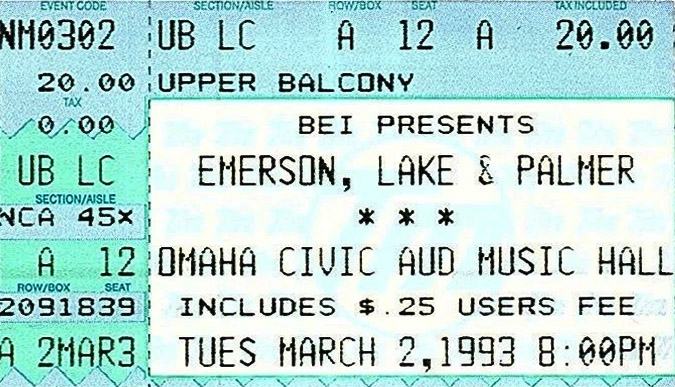 EVENT CODE SECTION/AISLE ROW/BOX SEAT TAX INCLUDED
NM0302 UB LC A 12 A 20.00
20.00 UPPER BALCONY
TAX
0.00 BEI PRESENTS
UB LC EMERSON, LAKE & PALMER
SECTION/AISLE
NCA 45X * * *
A 12 OMAHA CIVIC AUD MUSIC HALL
ROW/BOX SEAT
2091839 INCLUDES $.25 USERS FEE
A 2MAR3 TUES MARCH 2,1993 8:00PM